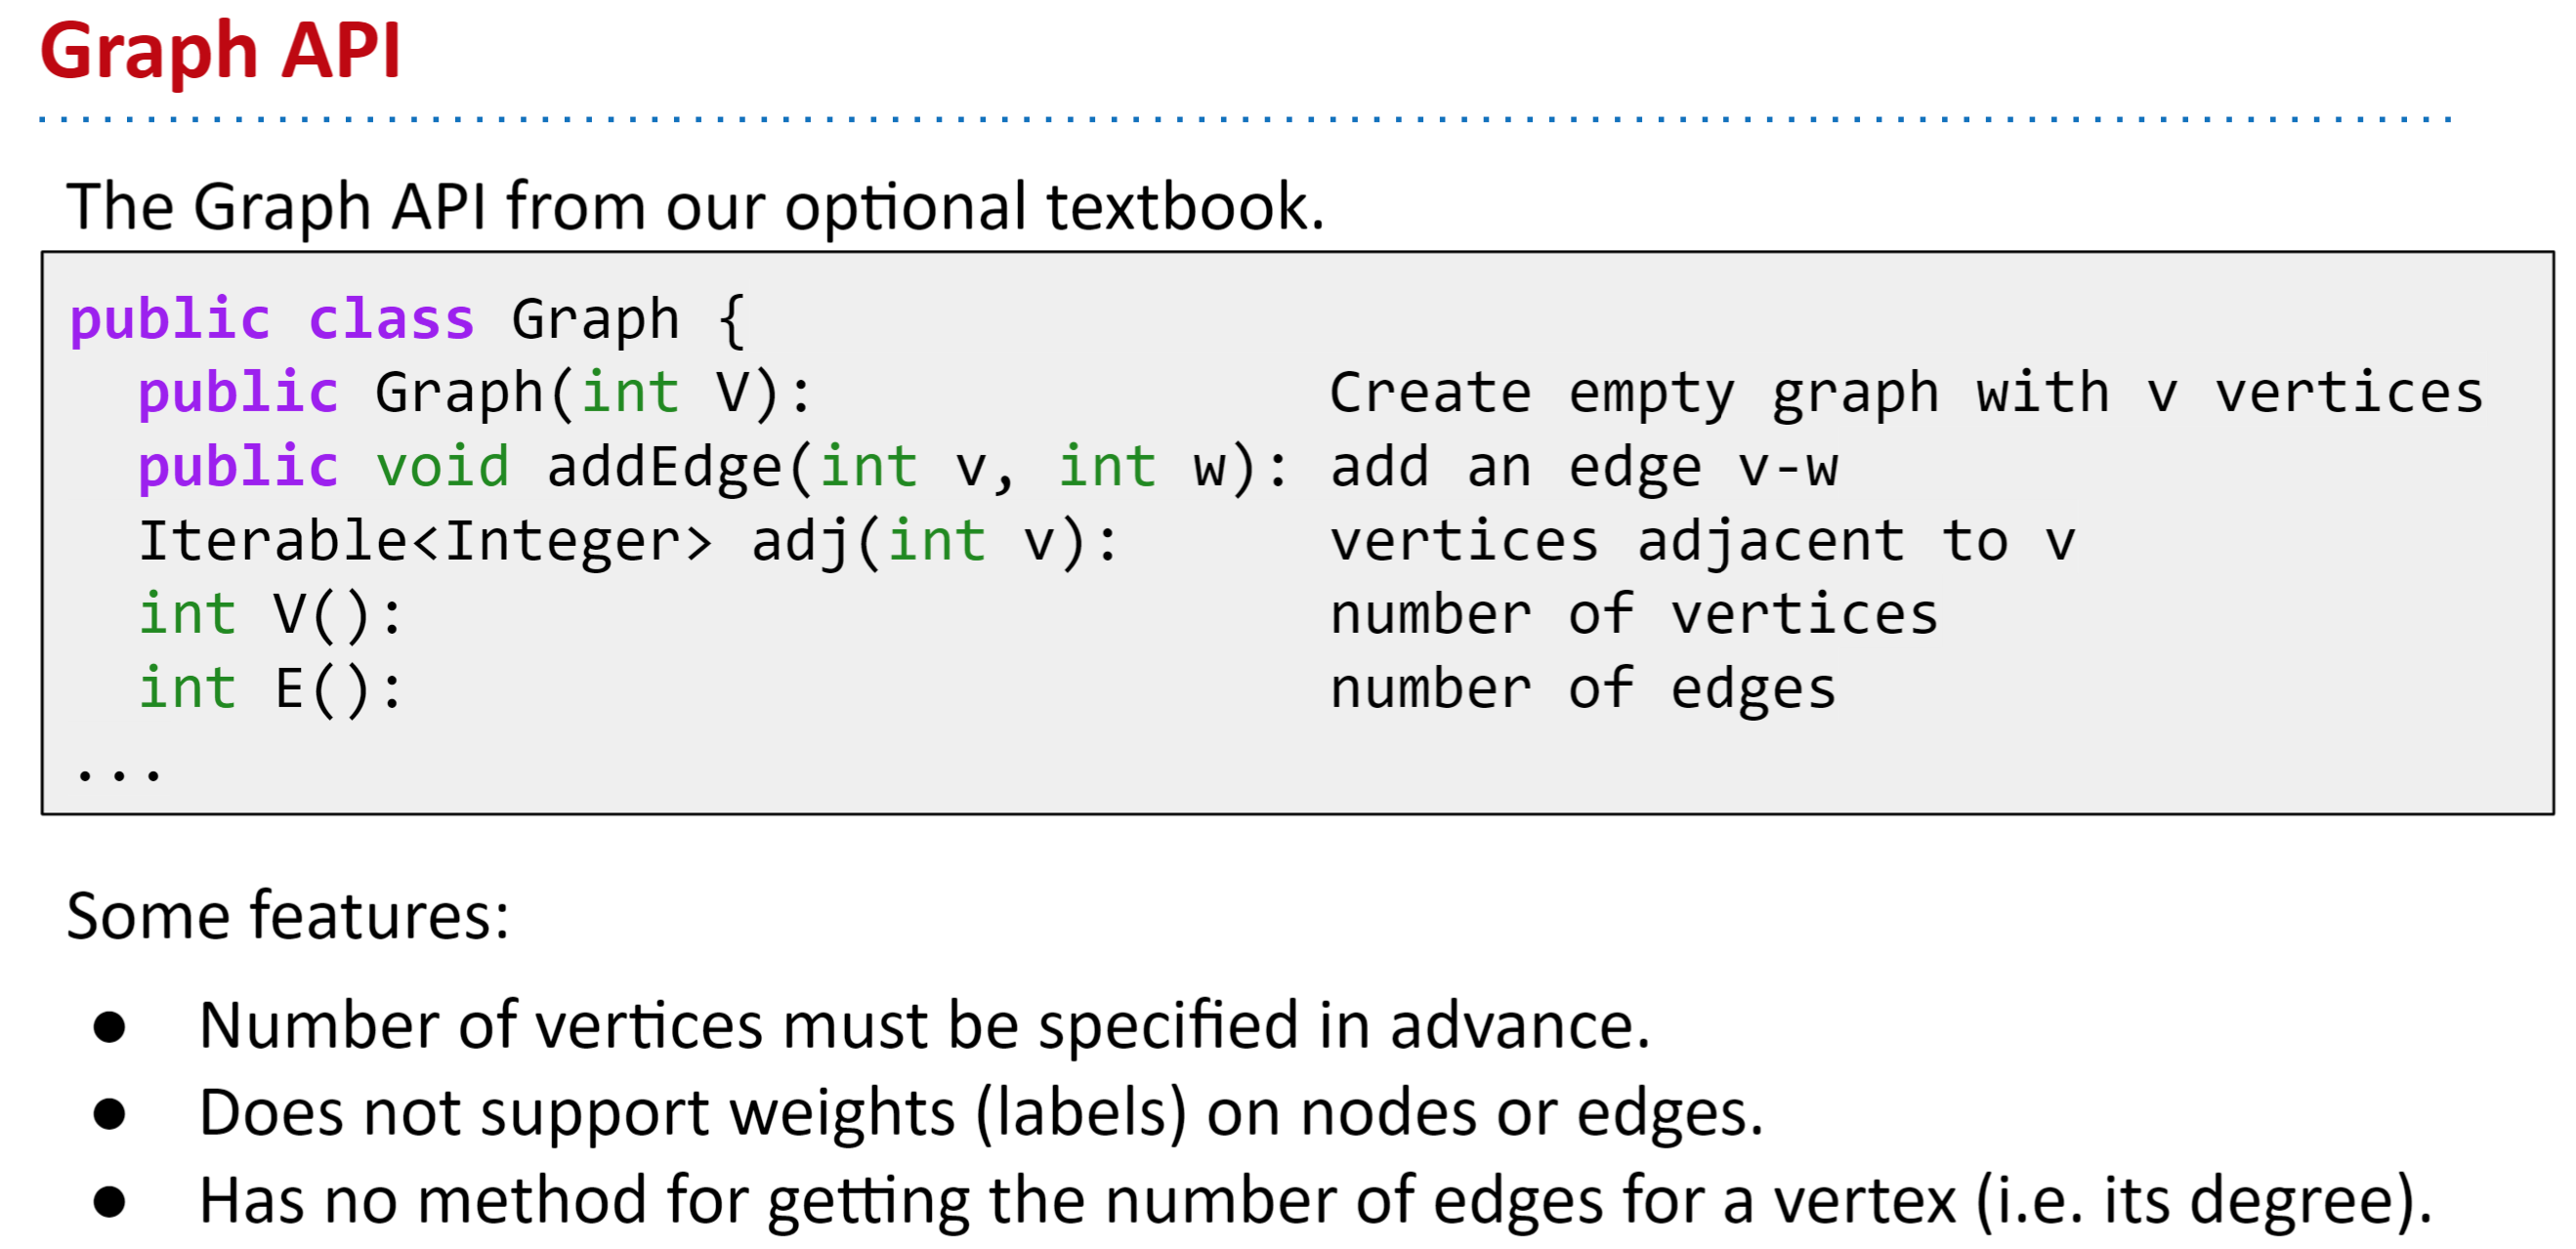 Graph API
The Graph API from our optional textbook.
public class Graph {
  public Graph(int V):               Create empty graph with v vertices
  public void addEdge(int v, int w): add an edge v-w
  Iterable<Integer> adj(int v):      vertices adjacent to v
  int V():                           number of vertices
  int E():                           number of edges
...
Some features:
● Number of vertices must be specified in advance.
● Does not support weights (labels) on nodes or edges.
● Has no method for getting the number of edges for a vertex (i.e. its degree).